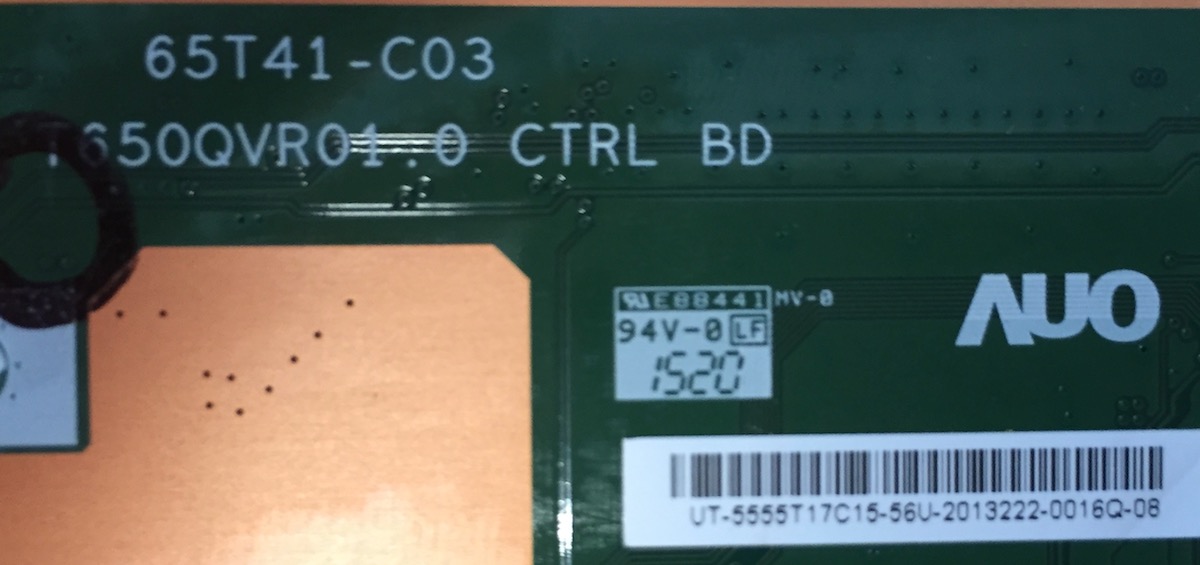 65T41-C03
T650QVR01.0 CTRL BD
E88441 MV-0
94V-0 LF
1520
AUO
UT-5555T17C15-56U-2013222-0016Q-08